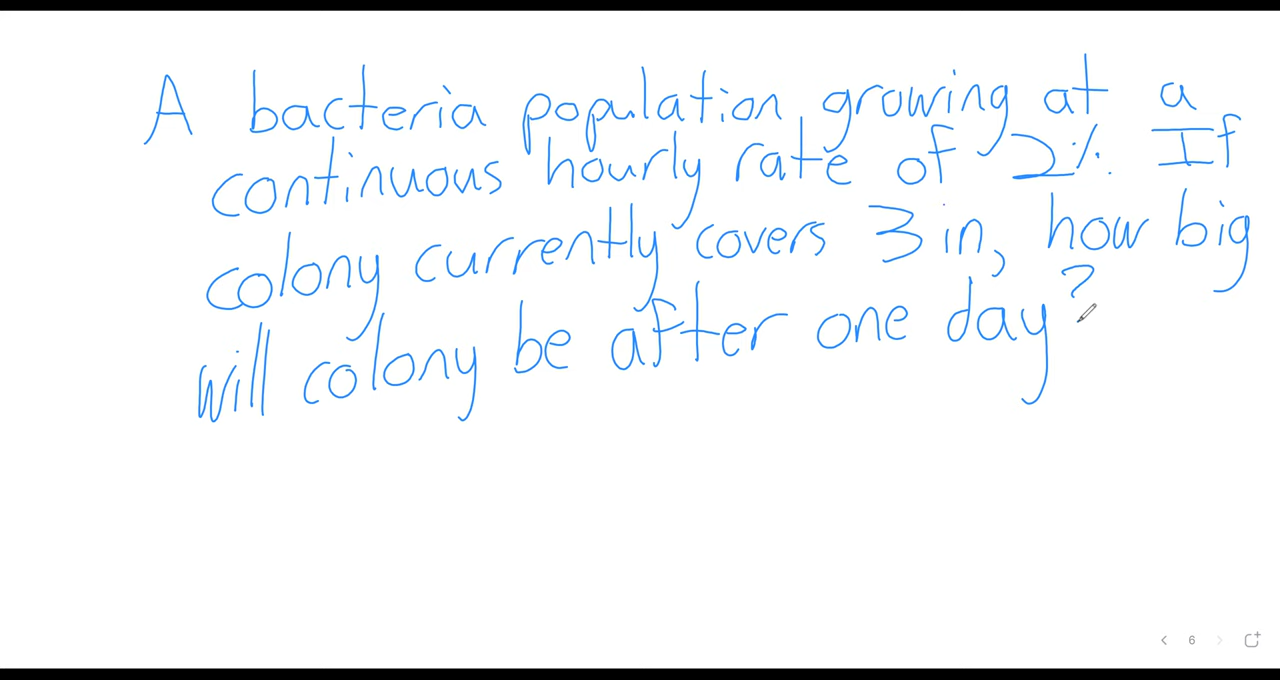 A bacteria population growing at a
continuous hourly rate of 2%. If
colony currently covers 3 in, how big
will colony be after one day?
6